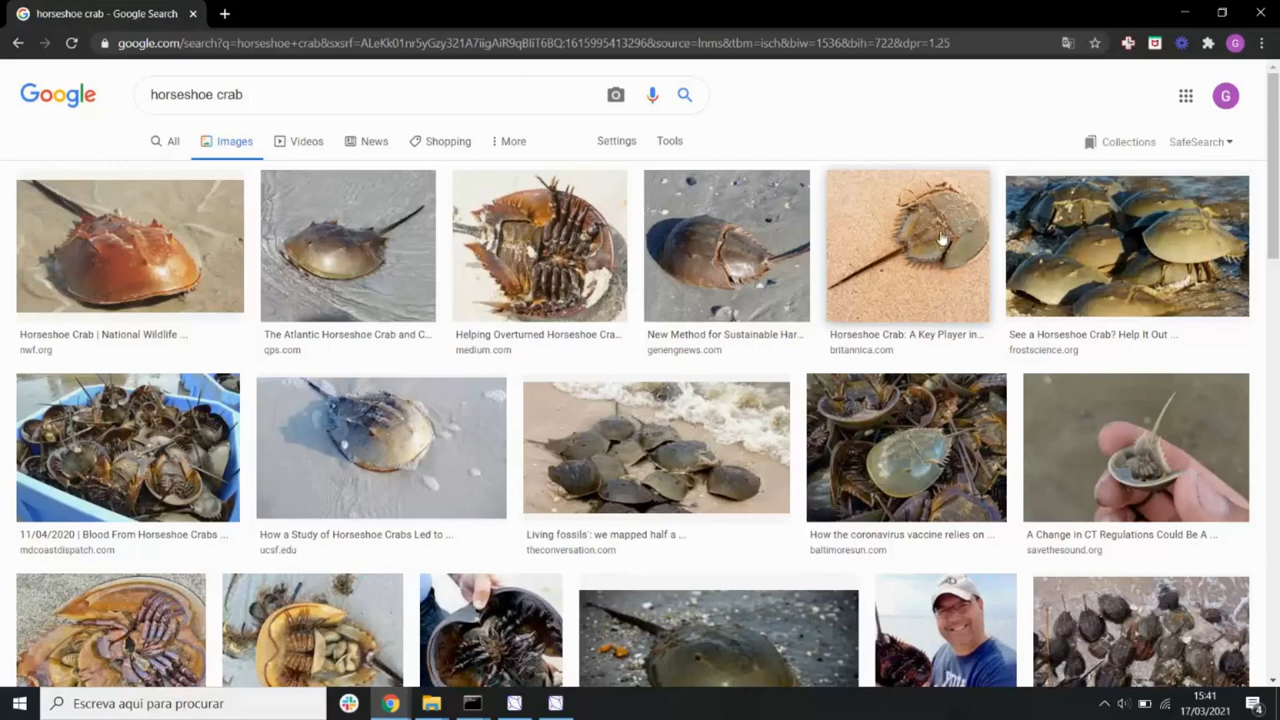 horseshoe crab - Google Search
google.com/search?q=horseshoe+crab&sxsrf=ALeKk01nr5yGzy321A7iigAiR9qBIiT6BQ:1615995413296&source=lnms&tbm=isch&biw=1536&bih=722&dpr=1.25
G
Google
horseshoe crab
G
All
Images
Videos
News
Shopping
More
Settings
Tools
Collections
SafeSearch
Horseshoe Crab | National Wildlife ...
nwf.org
The Atlantic Horseshoe Crab and C...
qps.com
Helping Overturned Horseshoe Cra...
medium.com
New Method for Sustainable Har...
genengnews.com
Horseshoe Crab: A Key Player in...
britannica.com
See a Horseshoe Crab? Help It Out ...
frostscience.org
11/04/2020 | Blood From Horseshoe Crabs ...
mdcoastdispatch.com
How a Study of Horseshoe Crabs Led to ...
ucsf.edu
Living fossils': we mapped half a ...
theconversation.com
How the coronavirus vaccine relies on ...
baltimoresun.com
A Change in CT Regulations Could Be A ...
savethesound.org
Escreve aqui para procurar
15:41
17/03/2021
4